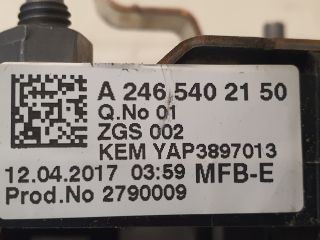 A 246 540 21 50
Q.No 01
ZGS 002
KEM YAP3897013
12.04.2017 03:59 MFB-E
Prod.No 2790009